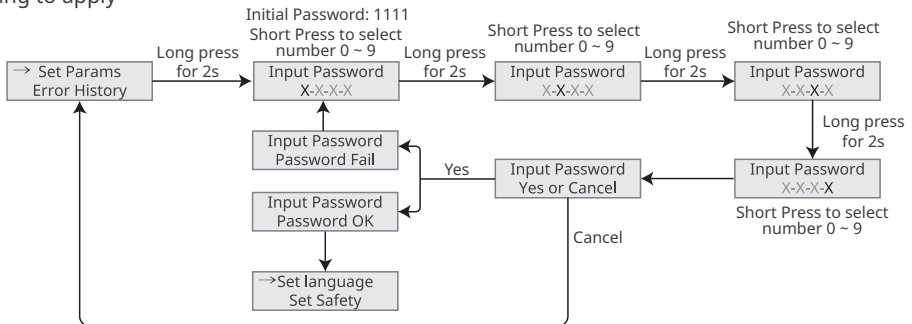 ing to apply
Initial Password: 1111
Short Press to select
number 0 ~ 9
→ Set Params
Error History
Long press
for 2s
Input Password
X-X-X-X
Long press
for 2s
Short Press to select
number 0 ~ 9
Input Password
X-X-X-X
Long press
for 2s
Short Press to select
number 0 ~ 9
Input Password
X-X-X-X
Long press
for 2s
Input Password
X-X-X-X
Short Press to select
number 0 ~ 9
Input Password
Yes or Cancel
Yes
Input Password
Password Fail
Input Password
Password OK
→Set language
Set Safety
Cancel